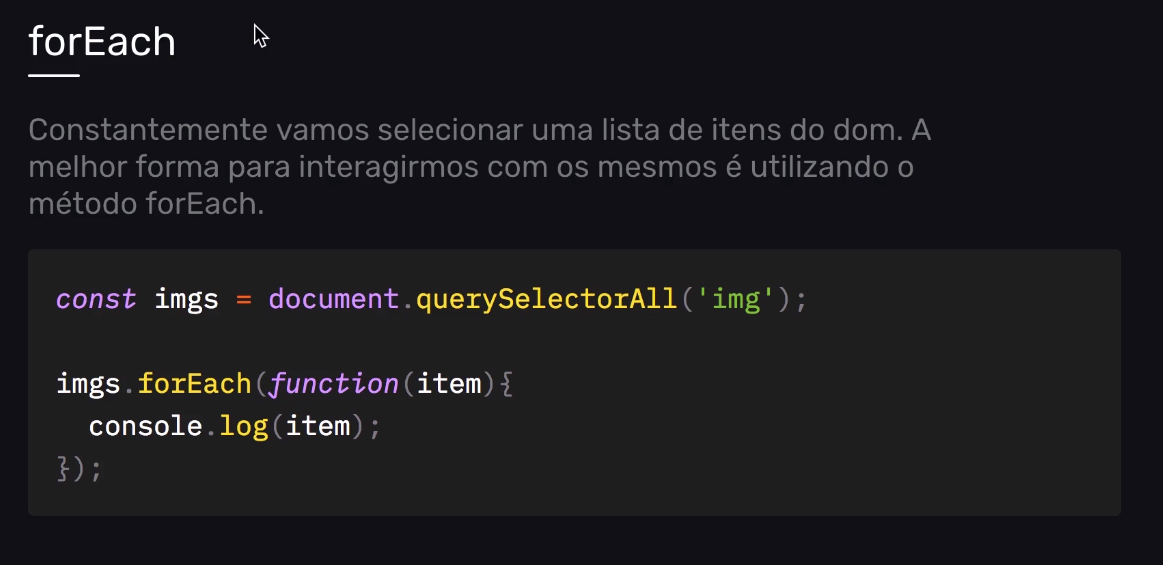 forEach
Constantemente vamos selecionar uma lista de itens do dom. A
melhor forma para interagirmos com os mesmos é utilizando o
método forEach.
const imgs = document.querySelectorAll('img');
imgs.forEach(function(item){
  console.log(item);
});